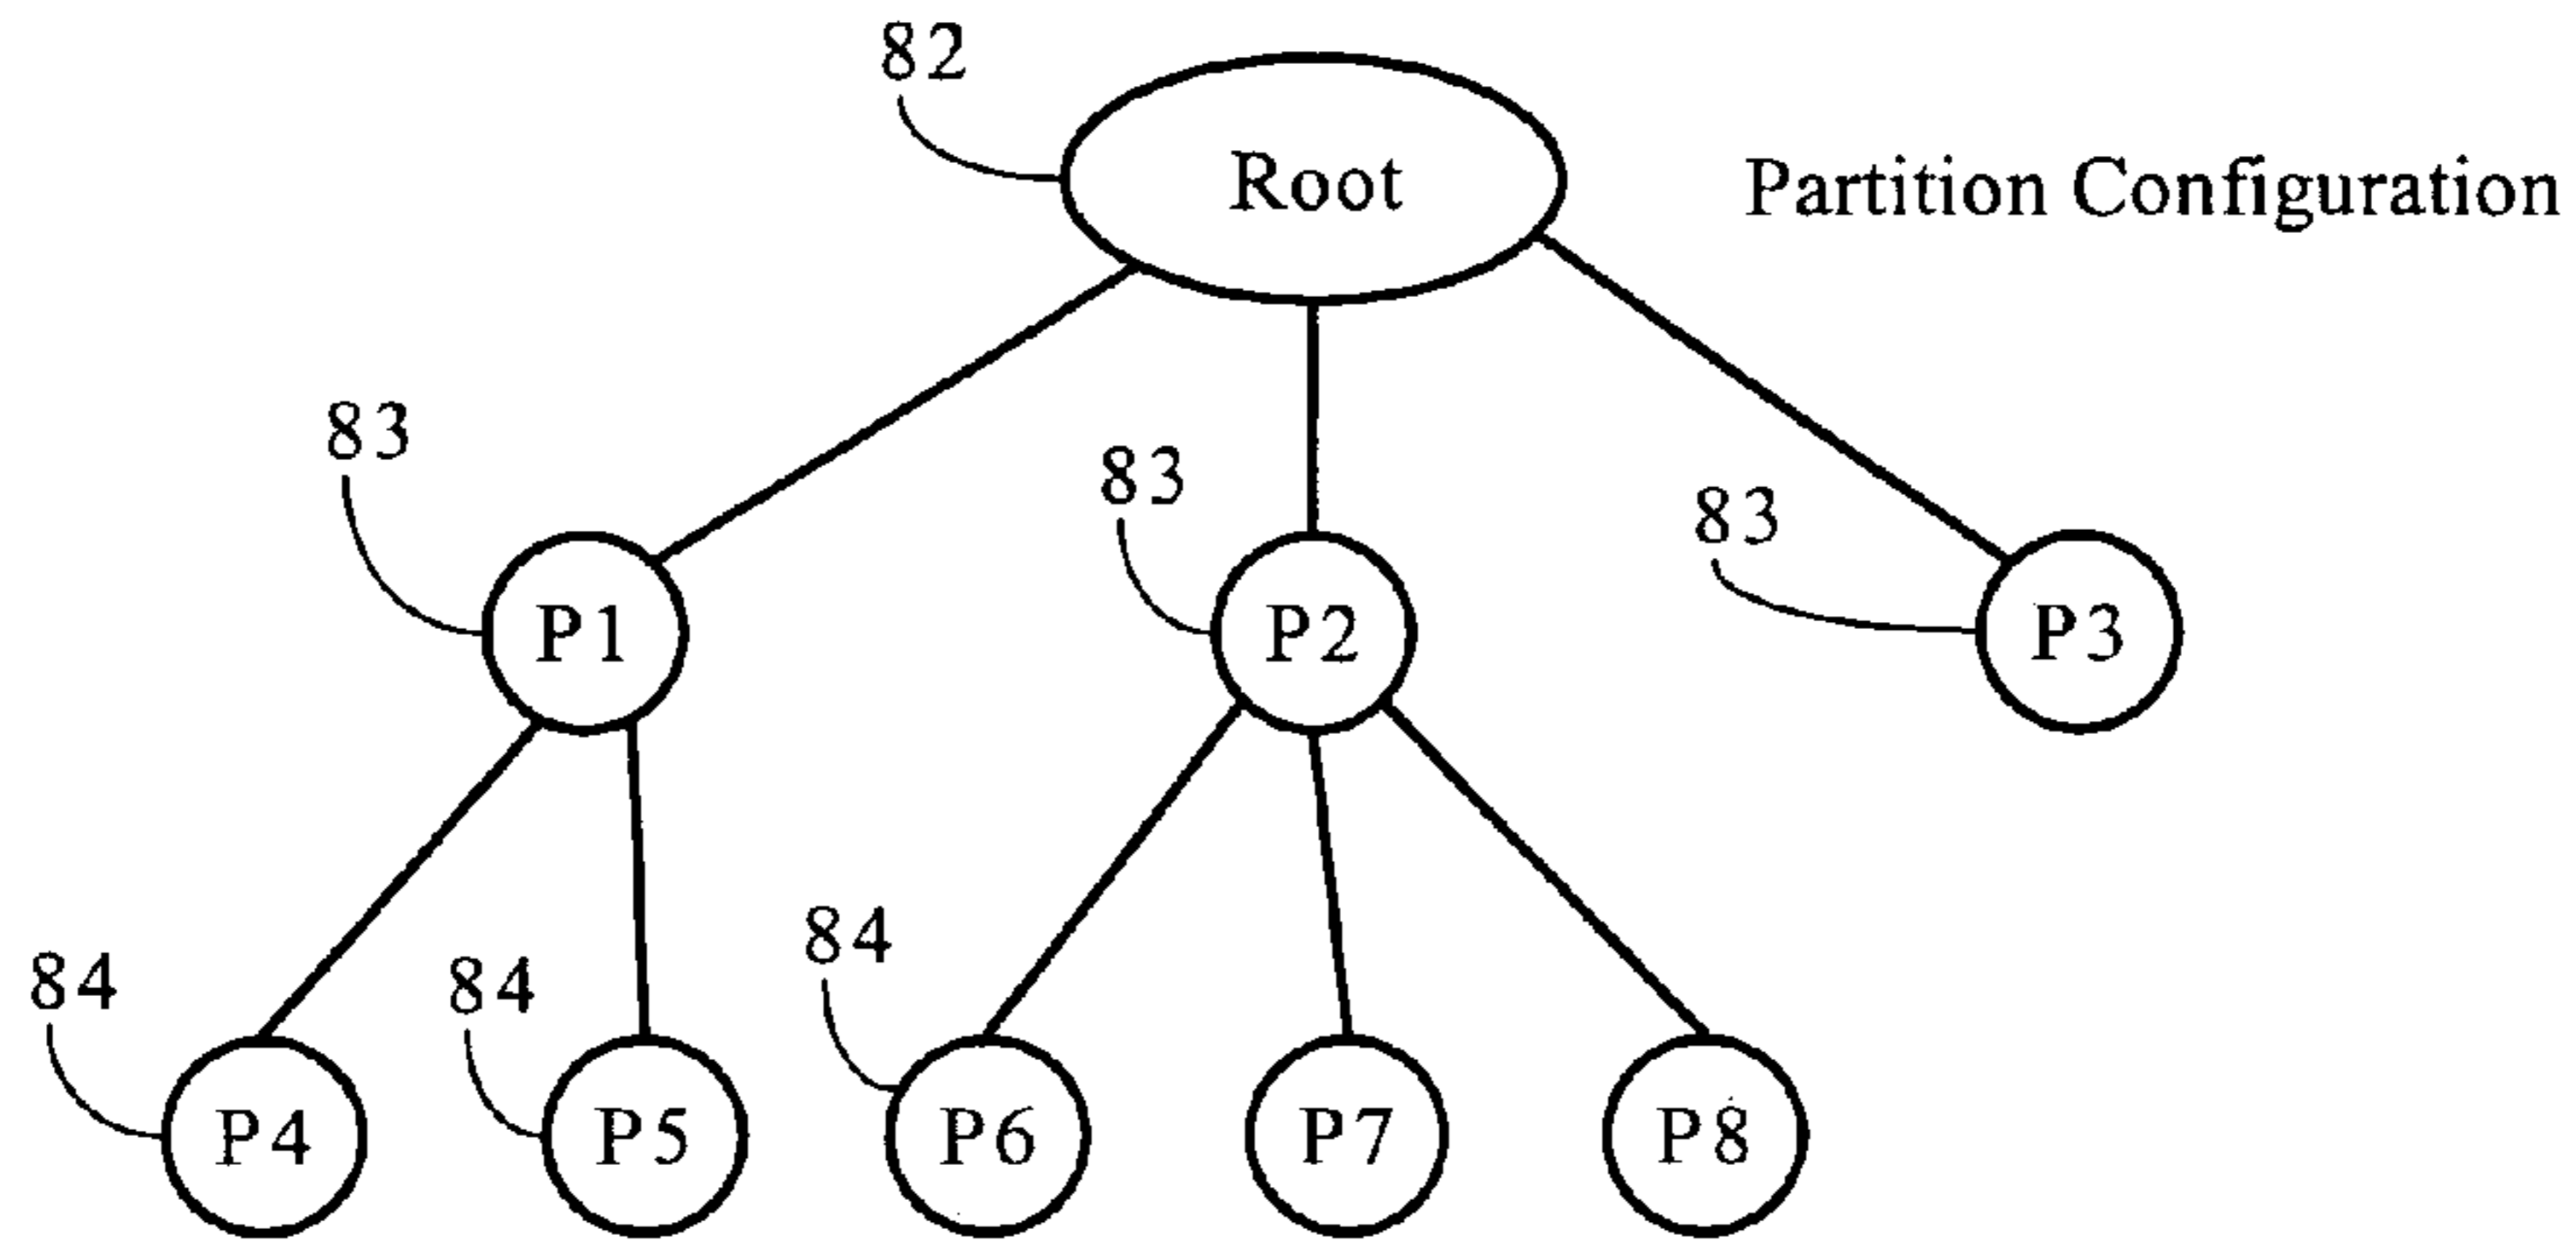 82
Root
Partition Configuration
83
83
83
P1
P2
P3
84
84
84
P4
P5
P6
P7
P8